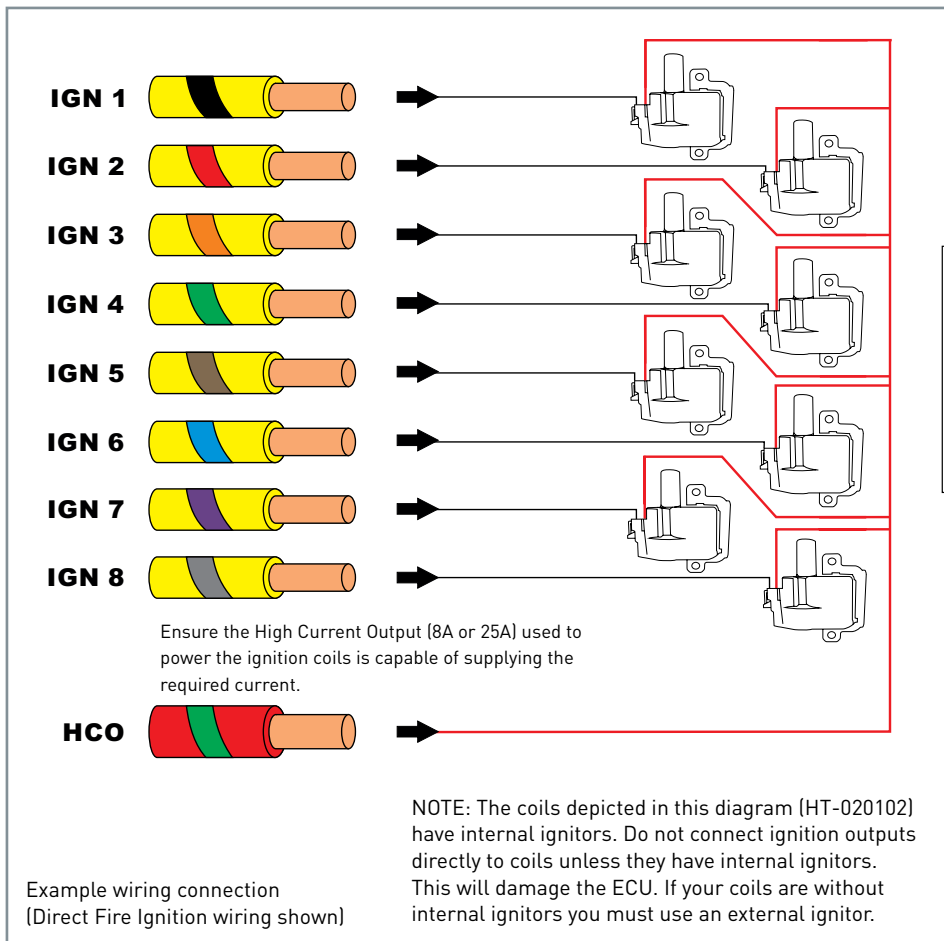 IGN 1
IGN 2
IGN 3
IGN 4
IGN 5
IGN 6
IGN 7
IGN 8
Ensure the High Current Output (8A or 25A) used to
power the ignition coils is capable of supplying the
required current.
HCO
NOTE: The coils depicted in this diagram (HT-020102)
have internal ignitors. Do not connect ignition outputs
directly to coils unless they have internal ignitors.
This will damage the ECU. If your coils are without
internal ignitors you must use an external ignitor.
Example wiring connection
(Direct Fire Ignition wiring shown)